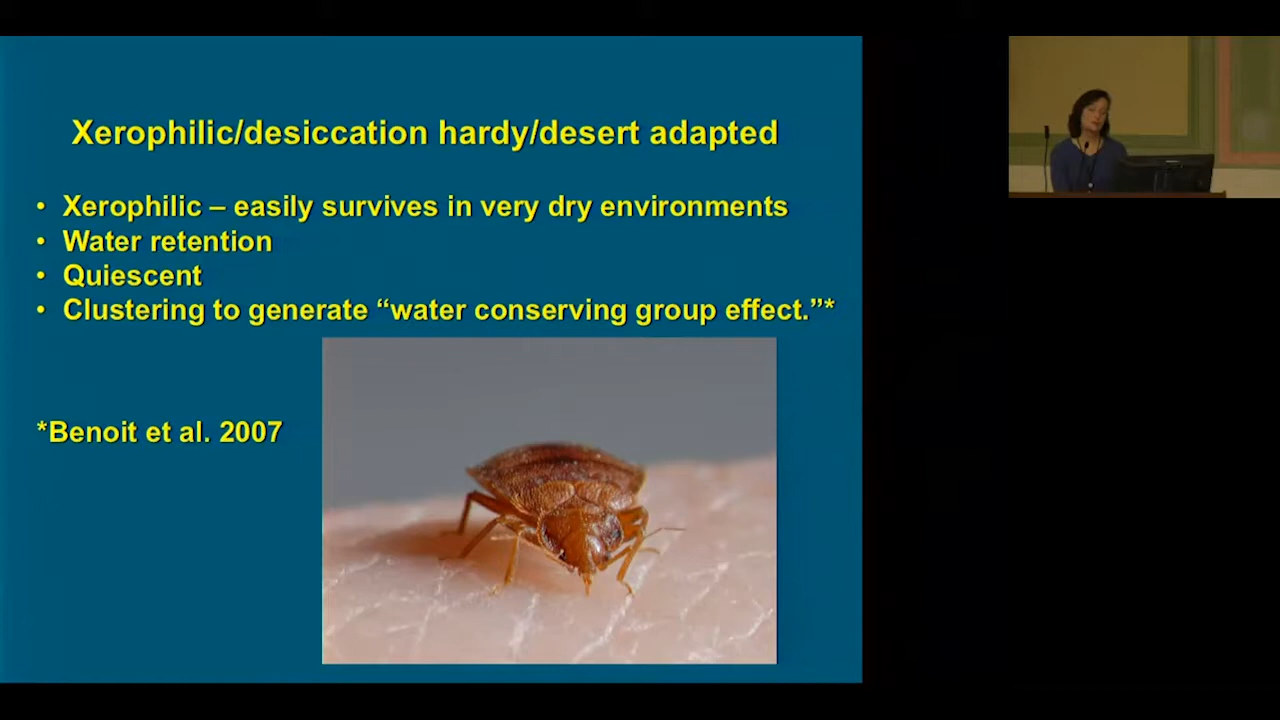 Xerophilic/desiccation hardy/desert adapted
• Xerophilic – easily survives in very dry environments
• Water retention
• Quiescent
• Clustering to generate “water conserving group effect.”*
*Benoit et al. 2007